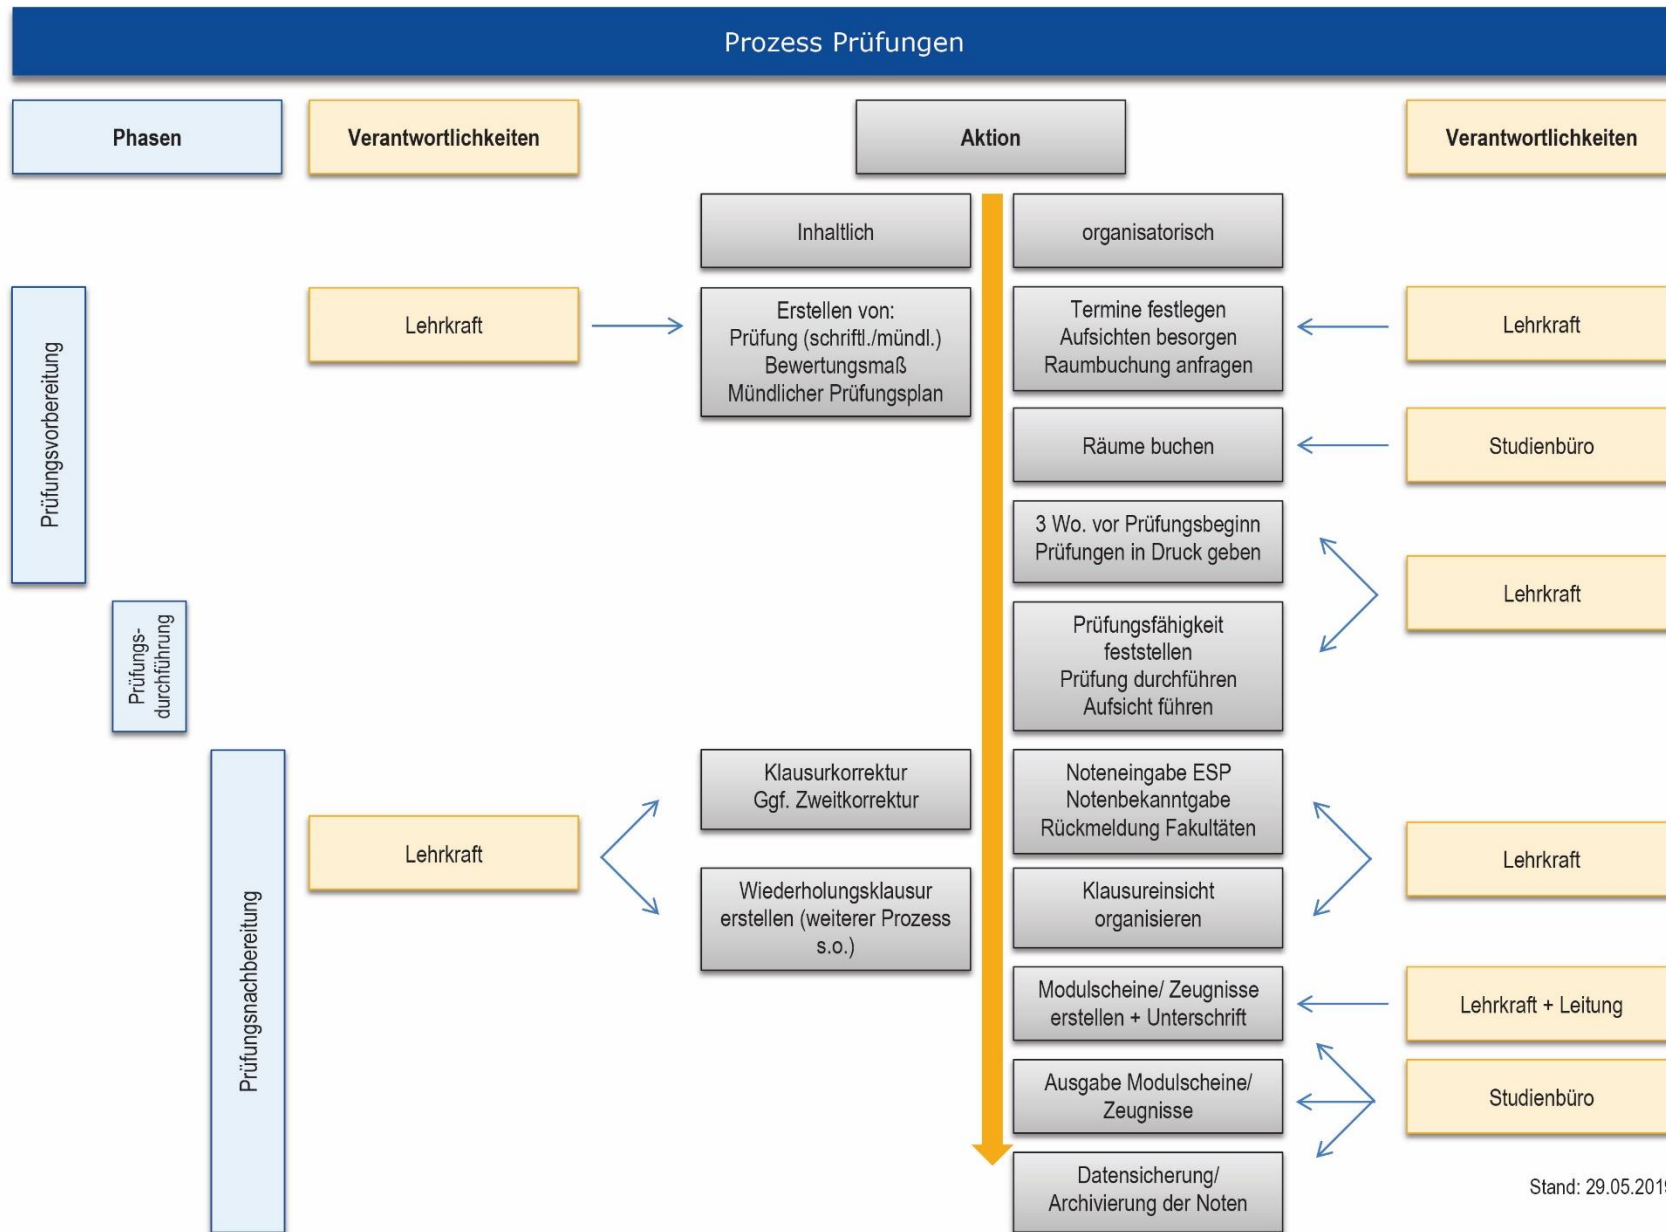 Prozess Prüfungen
Phasen
Verantwortlichkeiten
Aktion
Verantwortlichkeiten
Inhaltlich
organisatorisch
Prüfungsvorbereitung
Lehrkraft
Erstellen von:
Prüfung (schriftl./mündl.)
Bewertungsmaß
Mündlicher Prüfungsplan
Termine festlegen
Aufsichten besorgen
Raumbuchung anfragen
Lehrkraft
Räume buchen
Studienbüro
3 Wo. vor Prüfungsbeginn
Prüfungen in Druck geben
Lehrkraft
Prüfungs-
durchführung
Prüfungsfähigkeit
feststellen
Prüfung durchführen
Aufsicht führen
Prüfungsnachbereitung
Lehrkraft
Klausurkorrektur
Ggf. Zweitkorrektur
Noteneingabe ESP
Notenbekanntgabe
Rückmeldung Fakultäten
Lehrkraft
Wiederholungsklausur
erstellen (weiterer Prozess
s.o.)
Klausureinsicht
organisieren
Modulscheine/ Zeugnisse
erstellen + Unterschrift
Lehrkraft + Leitung
Ausgabe Modulscheine/
Zeugnisse
Studienbüro
Datensicherung/
Archivierung der Noten
Stand: 29.05.2019